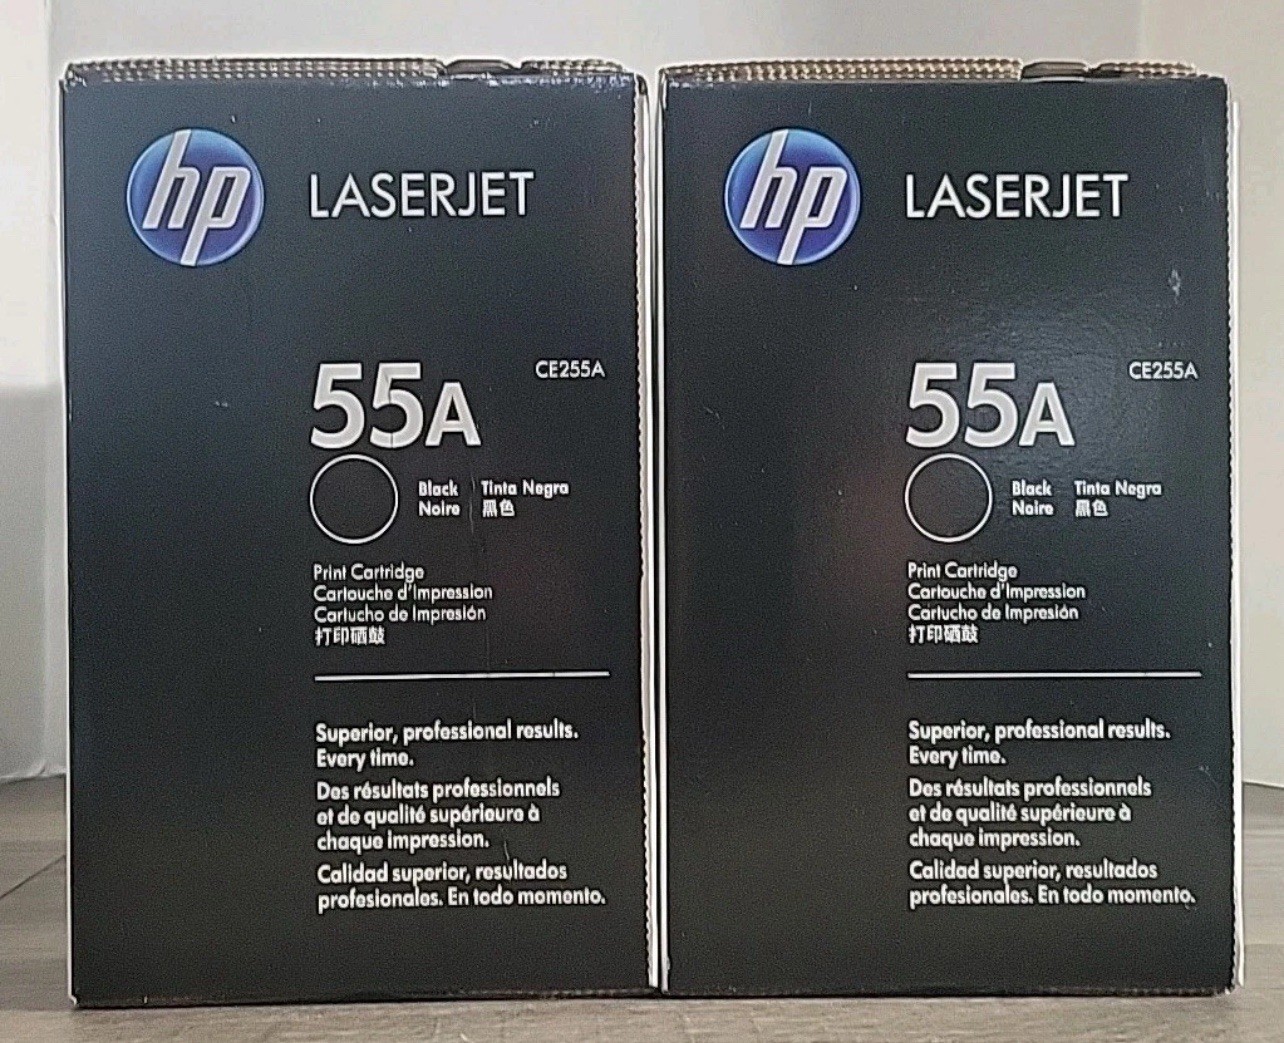 hp LASERJET
55A CE255A
Black Tinta Negra
Noire 黑色
Print Cartridge
Cartouche d'Impression
Cartucho de Impresión
打印硒鼓
Superior, professional results.
Every time.
Des résultats professionnels
et de qualité supérieure à
chaque impression.
Calidad superior, resultados
profesionales. En todo momento.
hp LASERJET
55A CE255A
Black Tinta Negra
Noire 黑色
Print Cartridge
Cartouche d'Impression
Cartucho de Impresión
打印硒鼓
Superior, professional results.
Every time.
Des résultats professionnels
et de qualité supérieure à
chaque impression.
Calidad superior, resultados
profesionales. En todo momento.